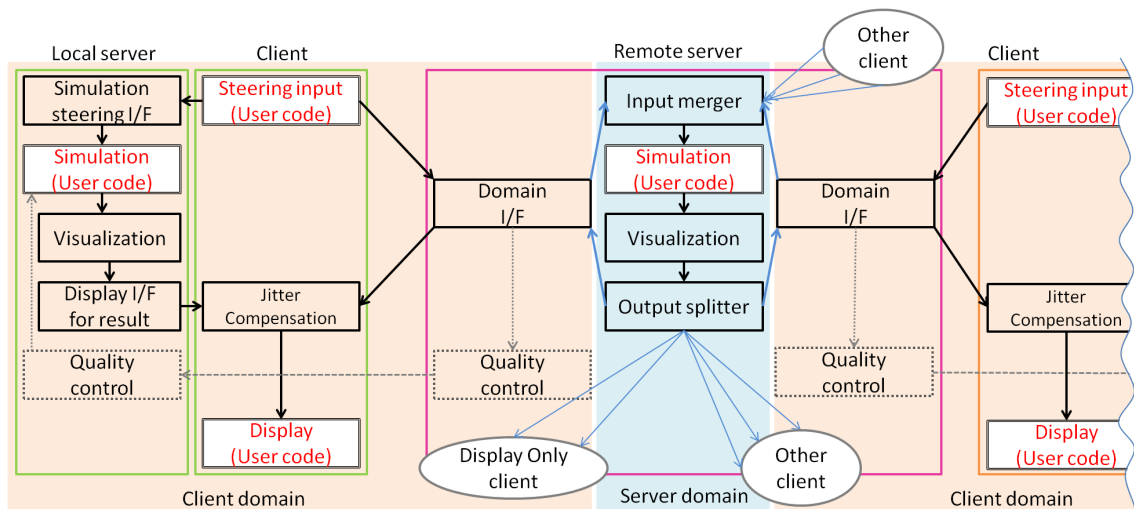 Local server
Client
Remote server
Other
client
Client
Simulation
steering I/F
Steering input
(User code)
Input merger
Steering input
(User code)
Simulation
(User code)
Simulation
(User code)
Domain
I/F
Domain
I/F
Visualization
Visualization
Display I/F
for result
Jitter
Compensation
Output splitter
Jitter
Compensation
Quality
control
Quality
control
Quality
control
Display
(User code)
Display Only
client
Other
client
Display
(User code)
Client domain
Server domain
Client domain